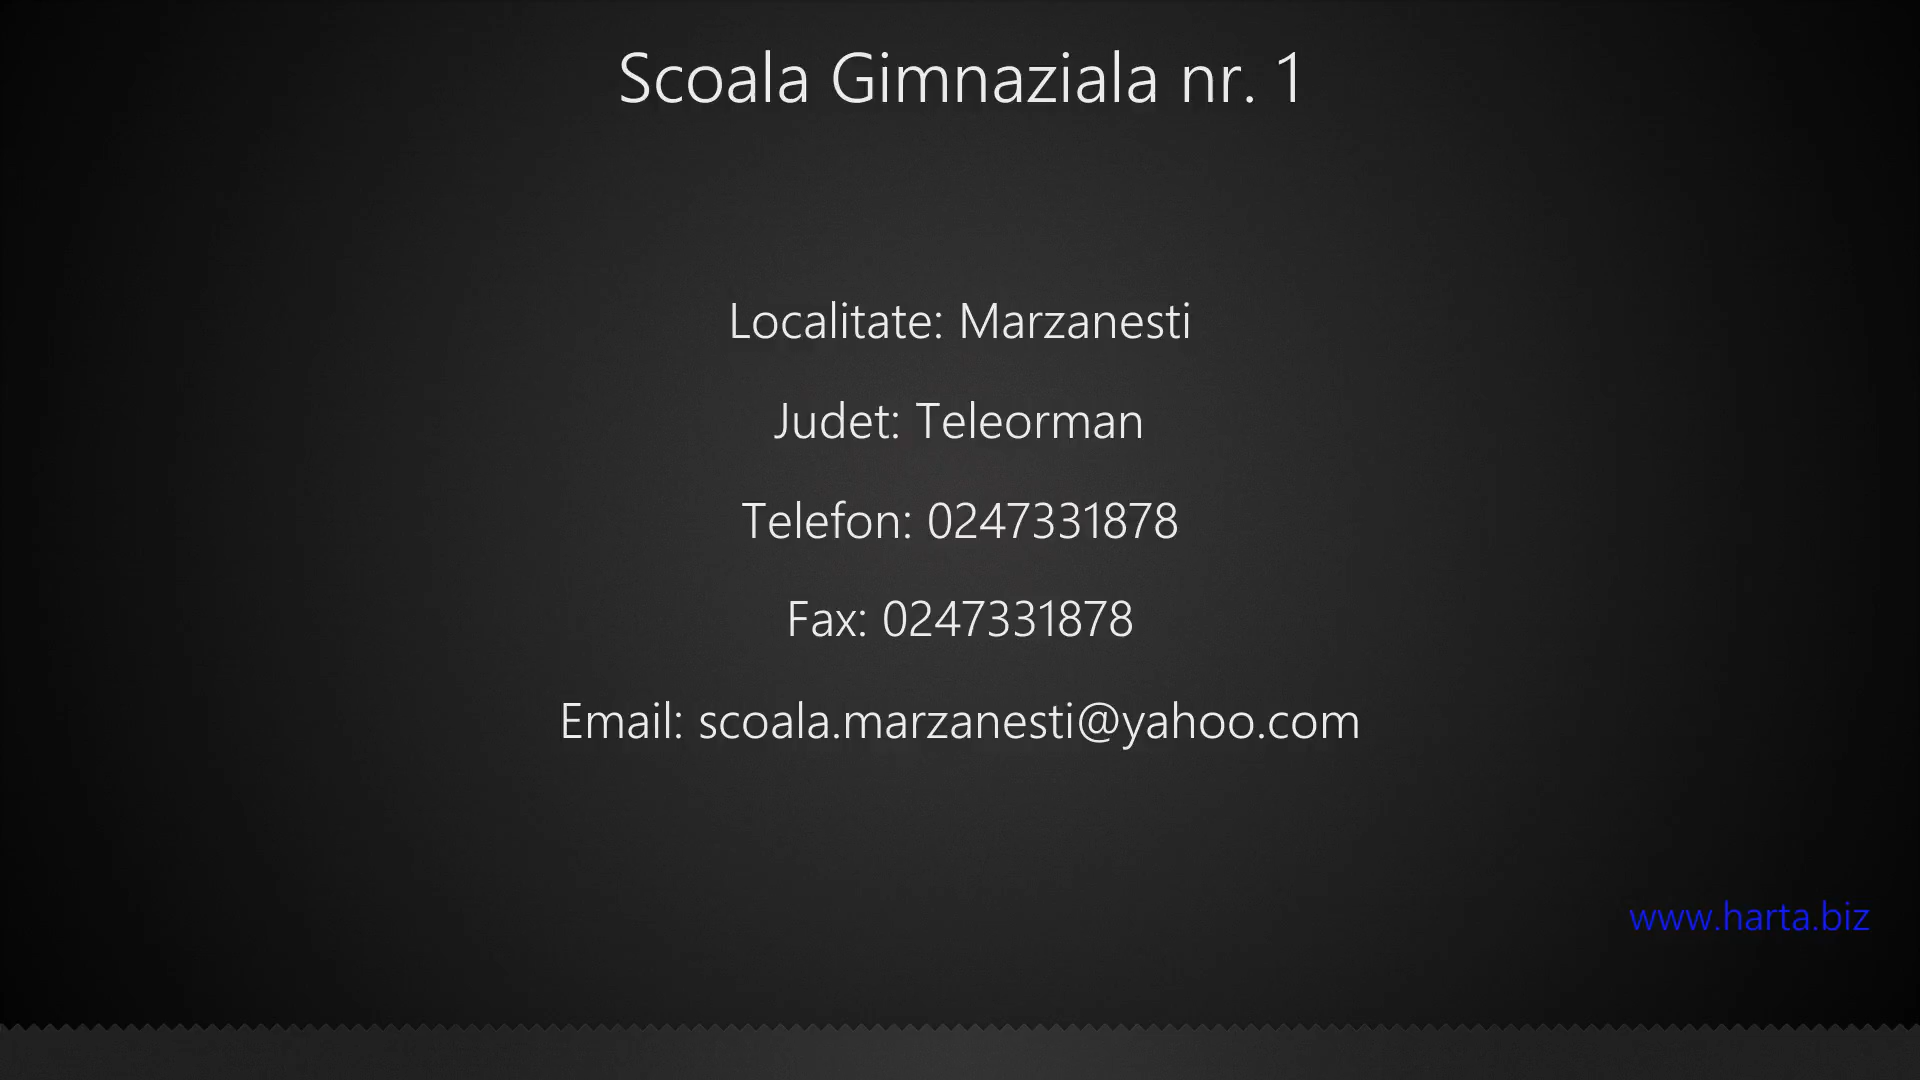 Scoala Gimnaziala nr. 1
Localitate: Marzanesti
Judet: Teleorman
Telefon: 0247331878
Fax: 0247331878
Email: scoala.marzanesti@yahoo.com
www.harta.biz